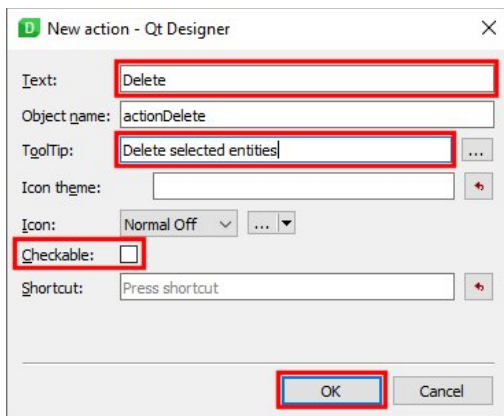 D New action - Qt Designer
Text: Delete
Object name: actionDelete
ToolTip: Delete selected entities ...
Icon theme:
Icon: Normal Off ...
Checkable:
Shortcut: Press shortcut
OK Cancel